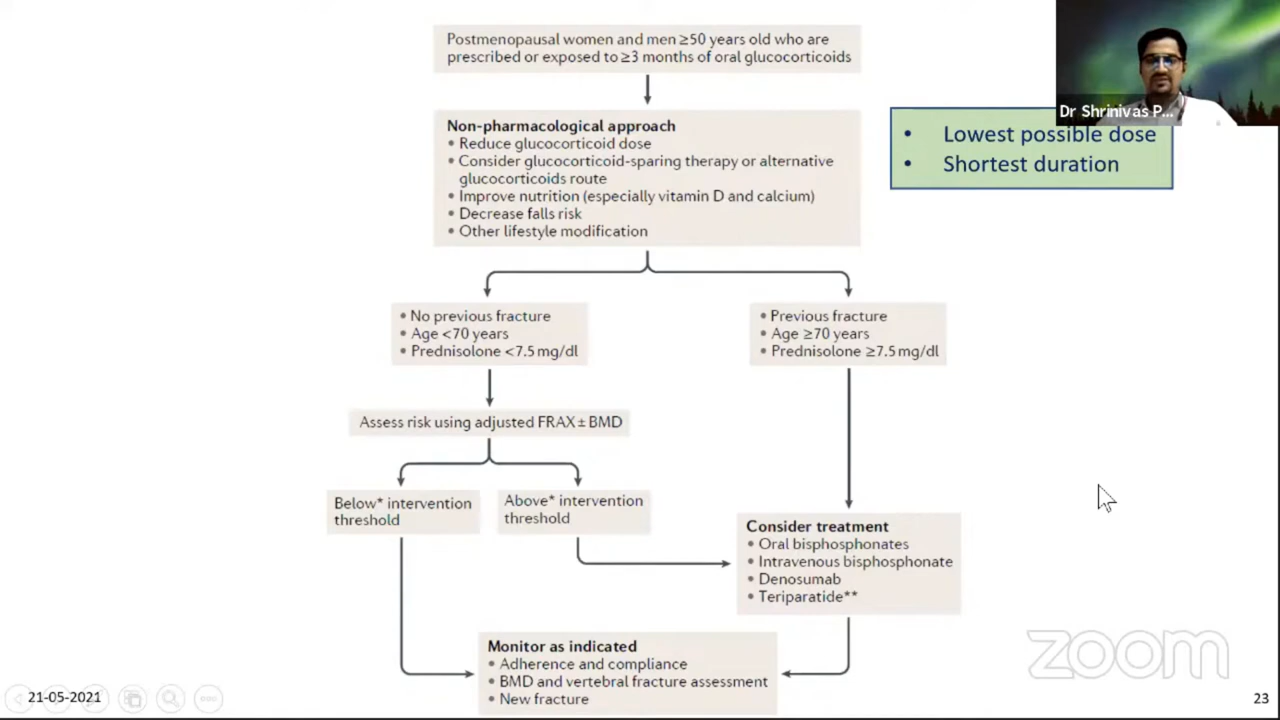 Postmenopausal women and men ≥50 years old who are
prescribed or exposed to ≥3 months of oral glucocorticoids
Dr Shrinivas P...
Non-pharmacological approach
• Reduce glucocorticoid dose
• Consider glucocorticoid-sparing therapy or alternative
glucocorticoids route
• Improve nutrition (especially vitamin D and calcium)
• Decrease falls risk
• Other lifestyle modification
• Lowest possible dose
• Shortest duration
• No previous fracture
• Age <70 years
• Prednisolone <7.5 mg/dl
• Previous fracture
• Age ≥70 years
• Prednisolone ≥7.5 mg/dl
Assess risk using adjusted FRAX ± BMD
Below* intervention
threshold
Above* intervention
threshold
Consider treatment
• Oral bisphosphonates
• Intravenous bisphosphonate
• Denosumab
• Teriparatide**
Monitor as indicated
• Adherence and compliance
• BMD and vertebral fracture assessment
• New fracture
zoom
21-05-2021
23